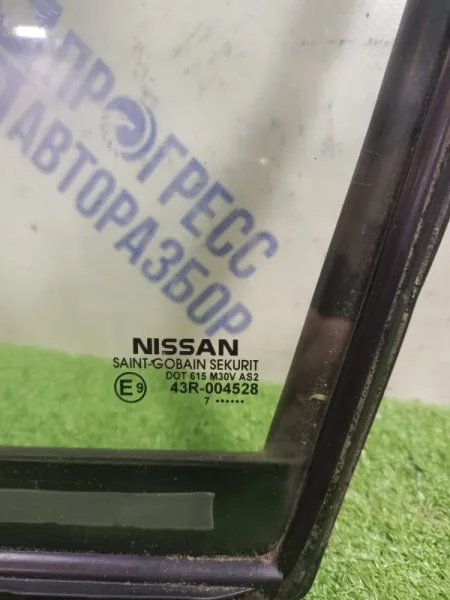 ПРОГРЕСС
АВТОРАЗБОР
NISSAN
SAINT-GOBAIN SEKURIT
DOT 615 M30V AS2
E9 43R-004528
7 ••••••